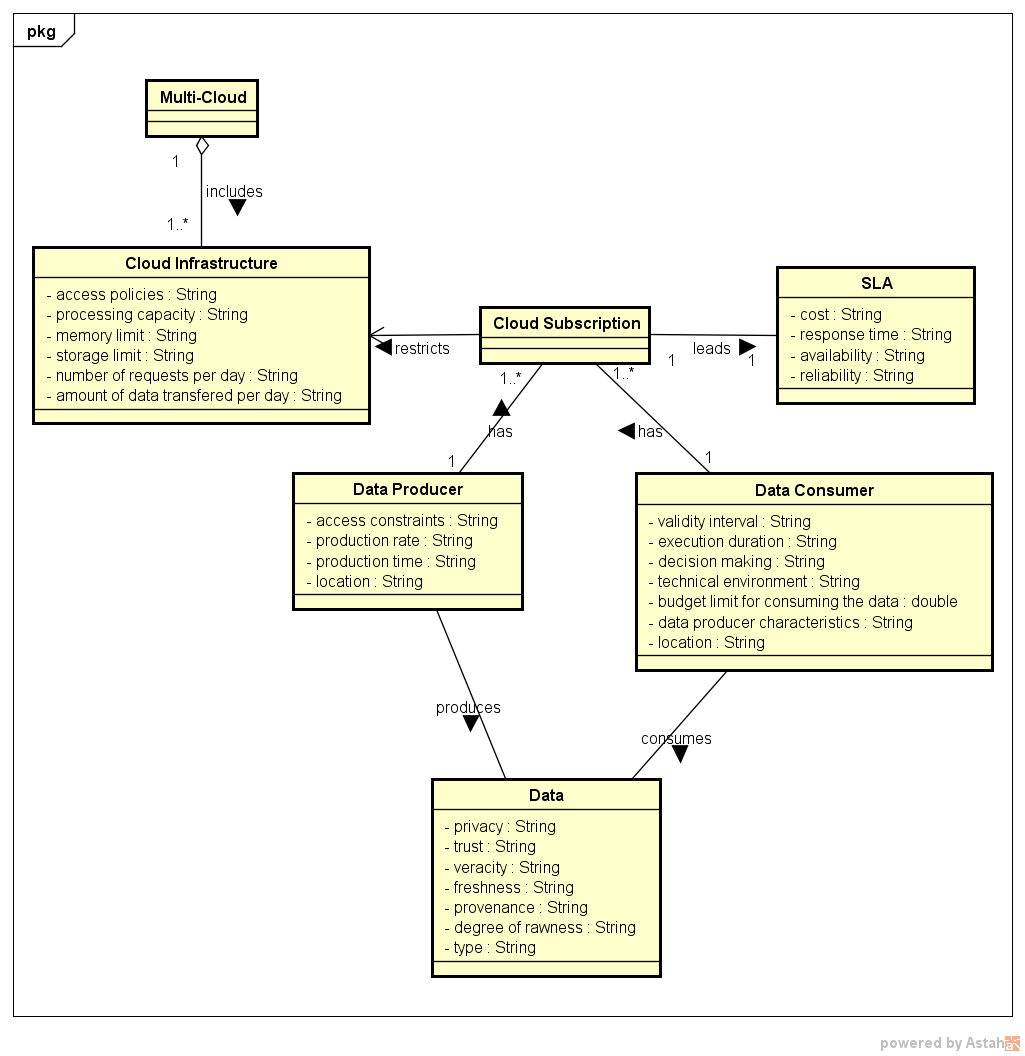 pkg
Multi-Cloud
1
includes
1..*
Cloud Infrastructure
- access policies : String
- processing capacity : String
- memory limit : String
- storage limit : String
- number of requests per day : String
- amount of data transfered per day : String
restricts
Cloud Subscription
1
leads
1
SLA
- cost : String
- response time : String
- availability : String
- reliability : String
1..*
has
1
1..*
has
1
Data Producer
- access constraints : String
- production rate : String
- production time : String
- location : String
Data Consumer
- validity interval : String
- execution duration : String
- decision making : String
- technical environment : String
- budget limit for consuming the data : double
- data producer characteristics : String
- location : String
produces
consumes
Data
- privacy : String
- trust : String
- veracity : String
- freshness : String
- provenance : String
- degree of rawness : String
- type : String
powered by Astah